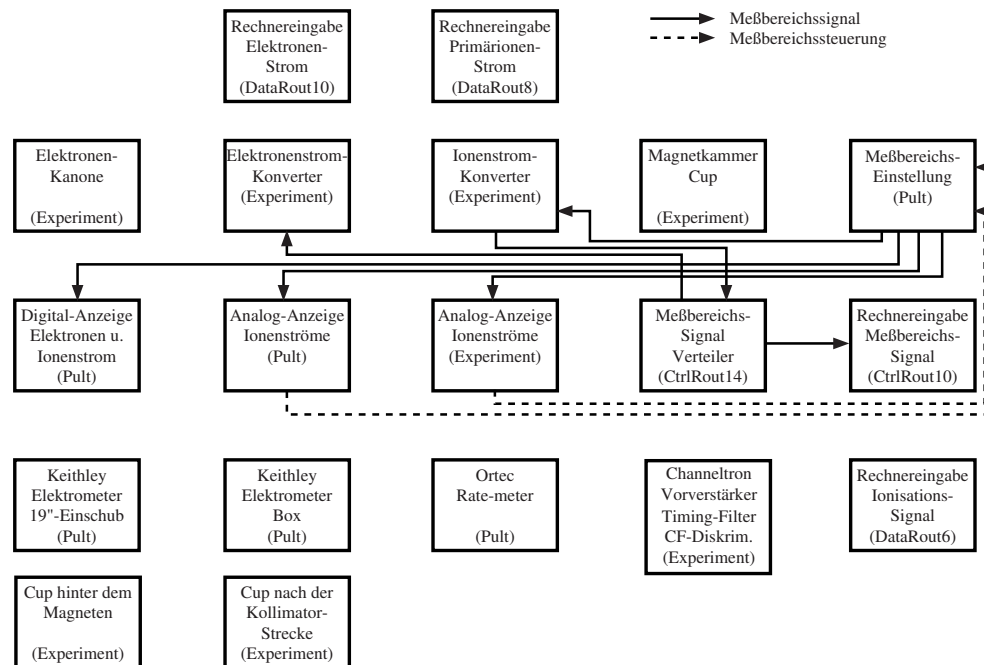 Rechnereingabe
Elektronen-
Strom
(DataRout10)
Rechnereingabe
Primärionen-
Strom
(DataRout8)
Meßbereichssignal
Meßbereichssteuerung
Elektronen-
Kanone
(Experiment)
Elektronenstrom-
Konverter
(Experiment)
Ionenstrom-
Konverter
(Experiment)
Magnetkammer
Cup
(Experiment)
Meßbereichs-
Einstellung
(Pult)
Digital-Anzeige
Elektronen u.
Ionenstrom
(Pult)
Analog-Anzeige
Ionenströme
(Pult)
Analog-Anzeige
Ionenströme
(Experiment)
Meßbereichs-
Signal
Verteiler
(CtrlRout14)
Rechnereingabe
Meßbereichs-
Signal
(CtrlRout10)
Keithley
Elektrometer
19"-Einschub
(Pult)
Keithley
Elektrometer
Box
(Pult)
Ortec
Rate-meter
(Pult)
Channeltron
Vorverstärker
Timing-Filter
CF-Diskrim.
(Experiment)
Rechnereingabe
Ionisations-
Signal
(DataRout6)
Cup hinter dem
Magneten
(Experiment)
Cup nach der
Kollimator-
Strecke
(Experiment)